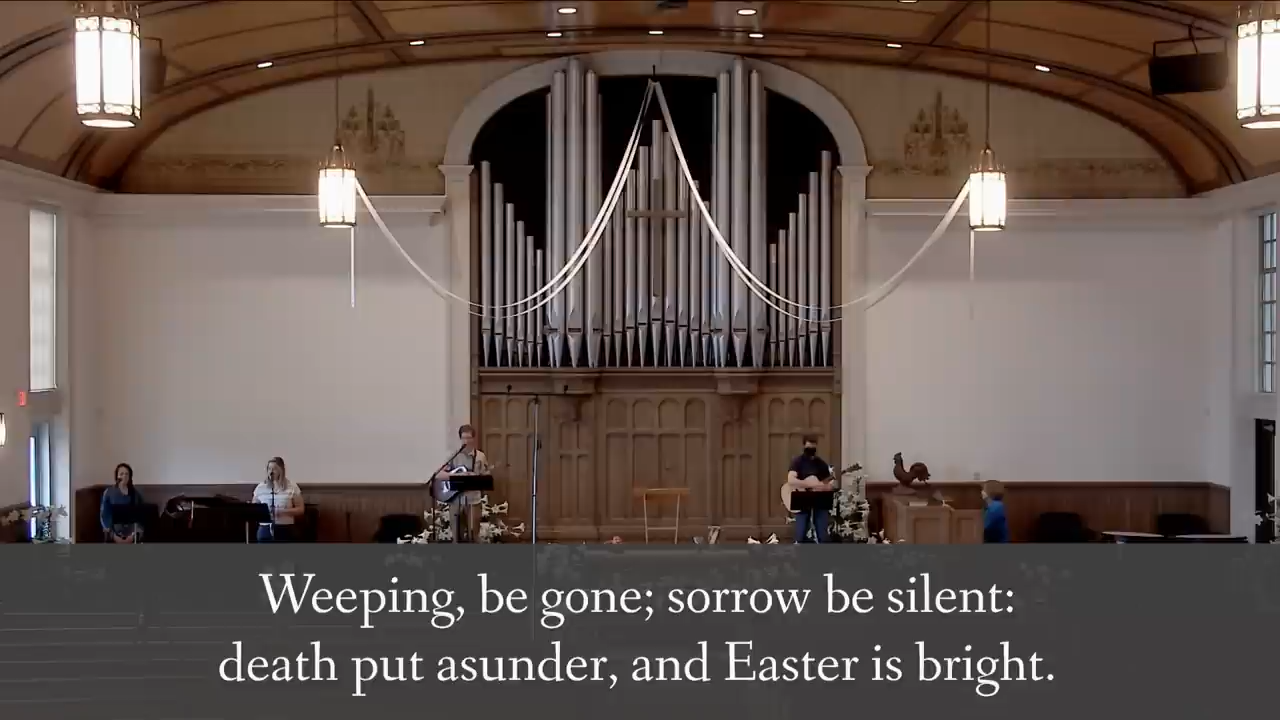 Weeping, be gone; sorrow be silent:
death put asunder, and Easter is bright.